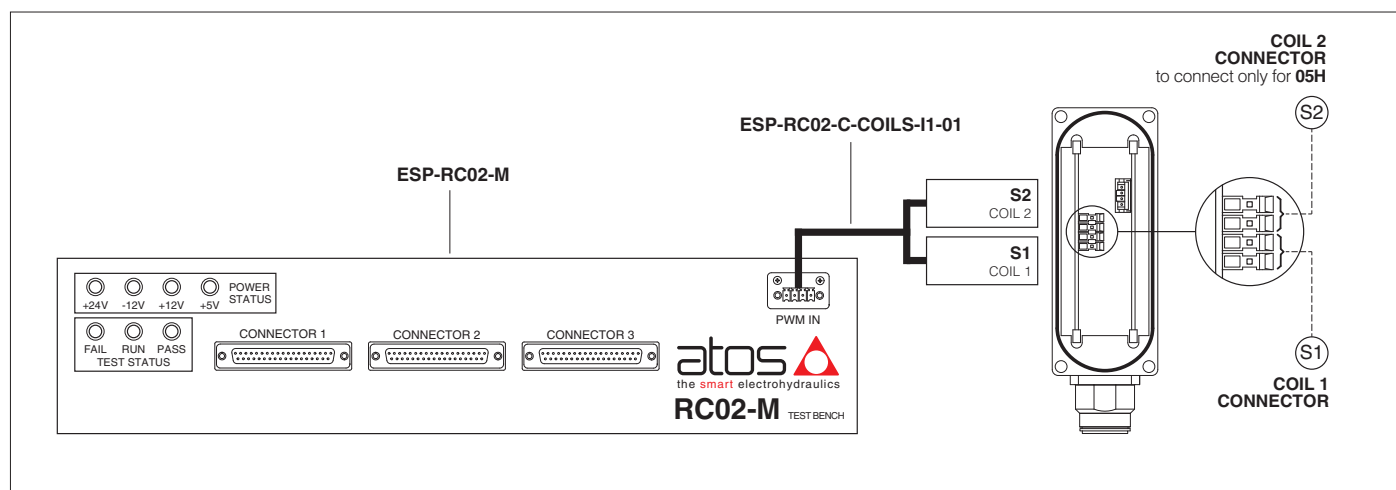 COIL 2
CONNECTOR
to connect only for 05H
S2
ESP-RC02-C-COILS-I1-01
ESP-RC02-M
S2
COIL 2
S1
COIL 1
+24V -12V +12V +5V
POWER
STATUS
FAIL RUN PASS
TEST STATUS
CONNECTOR 1
CONNECTOR 2
CONNECTOR 3
PWM IN
atos
the smart electrohydraulics
RC02-M TEST BENCH
S1
COIL 1
CONNECTOR